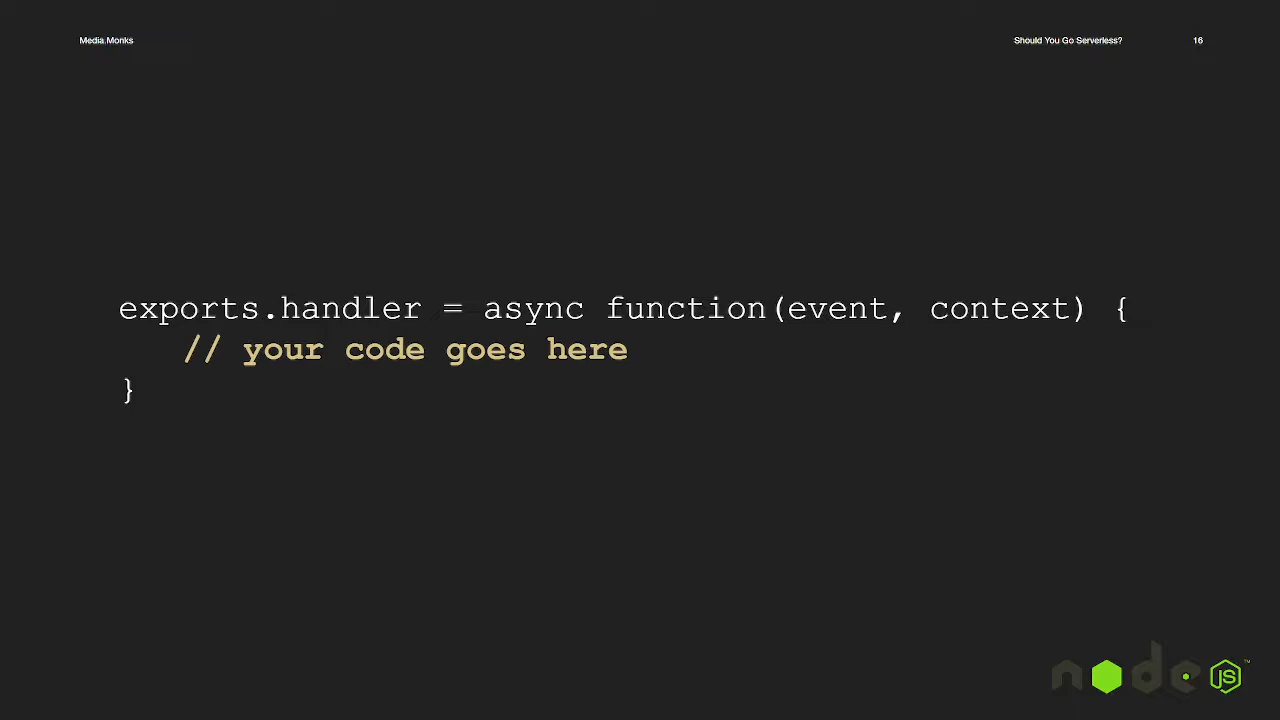 Media.Monks
Should You Go Serverless?
16
exports.handler = async function(event, context) {
// your code goes here
}
node
JS
™